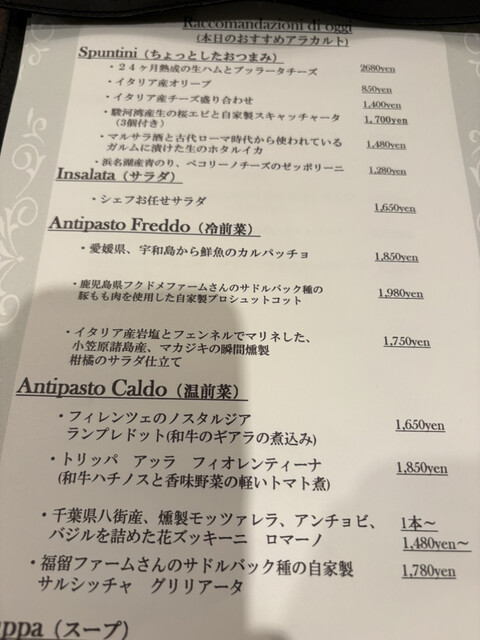 Raccomandazioni di oggi
(本日のおすすめアラカルト)
Spuntini（ちょっとしたおつまみ）
・２４ヶ月熟成の生ハムとブッラータチーズ 2680yen
・イタリア産オリーブ 850yen
・イタリアチーズ盛り合わせ 1,400yen
・駿河湾産生の桜エビと自家製スキャッチャータ 1,700yen
（3個付き）
・マルサラ酒と古代ローマ時代から使われている 1,480yen
ガルムに漬けた生のホタルイカ
・浜名湖産青のり、ペコリーノチーズのゼッポリーニ 1,280yen
Insalata（サラダ）
・シェフお任せサラダ 1,650yen
Antipasto Freddo（冷前菜）
・愛媛県、宇和島から鮮魚のカルパッチョ 1,850yen
・鹿児島県フクドメファームさんのサドルバック種の 1,980yen
豚もも肉を使用した自家製プロシュットコット
・イタリア産岩塩とフェンネルでマリネした、 1,750yen
小笠原諸島産、マカジキの瞬間燻製
柑橘のサラダ仕立て
Antipasto Caldo（温前菜）
・フィレンツェのノスタルジア 1,650yen
ランプレドット(和牛のギアラの煮込み)
・トリッパ アッラ フィオレンティーナ 1,850yen
(和牛ハチノスと香味野菜の軽いトマト煮)
・千葉県八街産、燻製モッツァレラ、アンチョビ、 1本～
バジルを詰めた花ズッキーニ ロマーノ 1,480yen～
・福留ファームさんのサドルバック種の自家製 1,780yen
サルシッチャ グリリアータ
uppa（スープ）